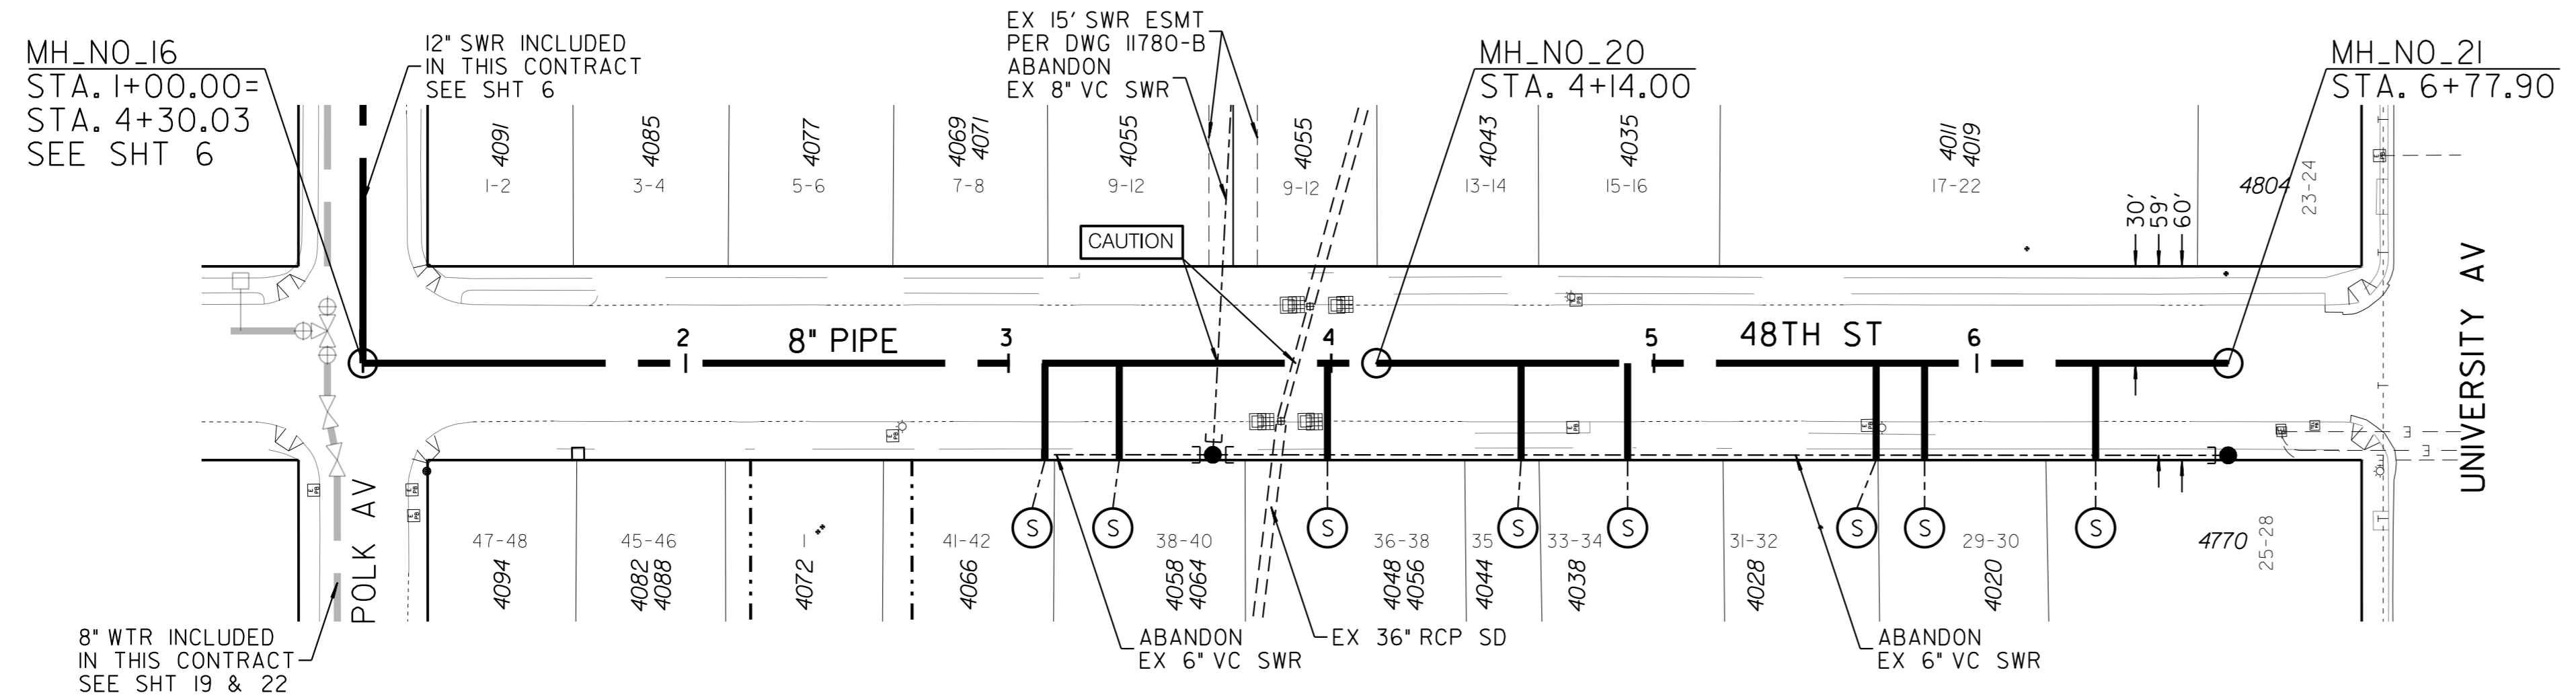 MH_NO_16
STA. 1+00.00=
STA. 4+30.03
SEE SHT 6
12" SWR INCLUDED
IN THIS CONTRACT
SEE SHT 6
EX 15' SWR ESMT
PER DWG 11780-B
ABANDON
EX 8" VC SWR
MH_NO_20
STA. 4+14.00
MH_NO_21
STA. 6+77.90
4091
1-2
4085
3-4
4077
5-6
4069
4071
7-8
4055
9-12
4055
9-12
4043
13-14
4035
15-16
4011
4019
17-22
4804
23-24
30'
59'
60'
CAUTION
2
8" PIPE
3
4
5
48TH ST
6
UNIVERSITY AV
POLK AV
S
S
S
S
S
S
S
S
47-48
4094
45-46
4082
4088
1
4072
41-42
4066
38-40
4058
4064
36-38
4048
4056
35
4044
33-34
4038
31-32
4028
29-30
4020
4770
25-28
8" WTR INCLUDED
IN THIS CONTRACT
SEE SHT 19 & 22
ABANDON
EX 6" VC SWR
EX 36" RCP SD
ABANDON
EX 6" VC SWR